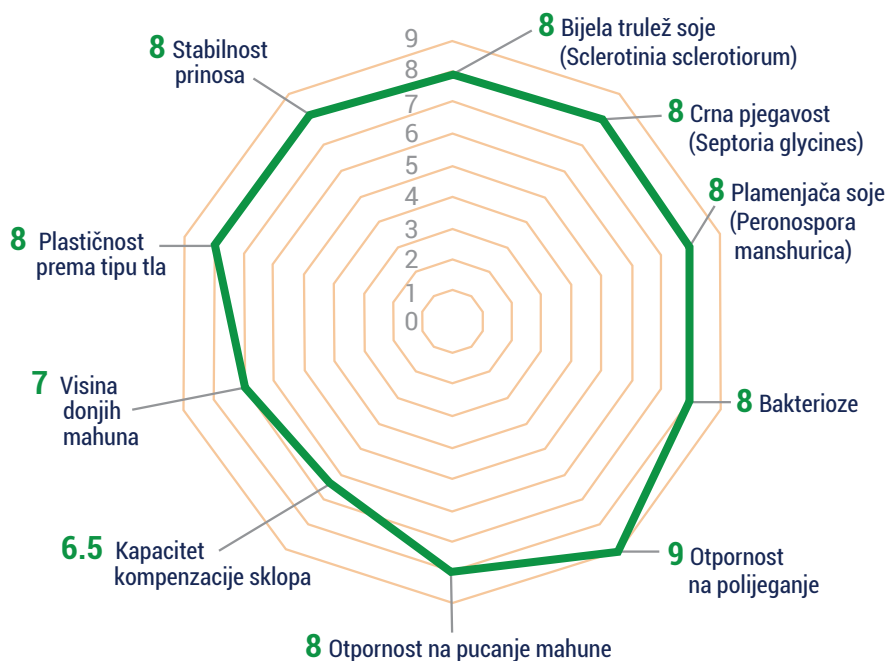 8 Bijela trulež soje
(Sclerotinia sclerotiorum)
8 Crna pjegavost
(Septoria glycines)
8 Plamenjača soje
(Peronospora
manshurica)
8 Bakterioze
9 Otpornost
na polijeganje
8 Otpornost na pucanje mahune
6.5 Kapacitet
kompenzacije sklopa
7 Visina
donjih
mahuna
8 Plastičnost
prema tipu tla
8 Stabilnost
prinosa
9
8
7
6
5
4
3
2
1
0